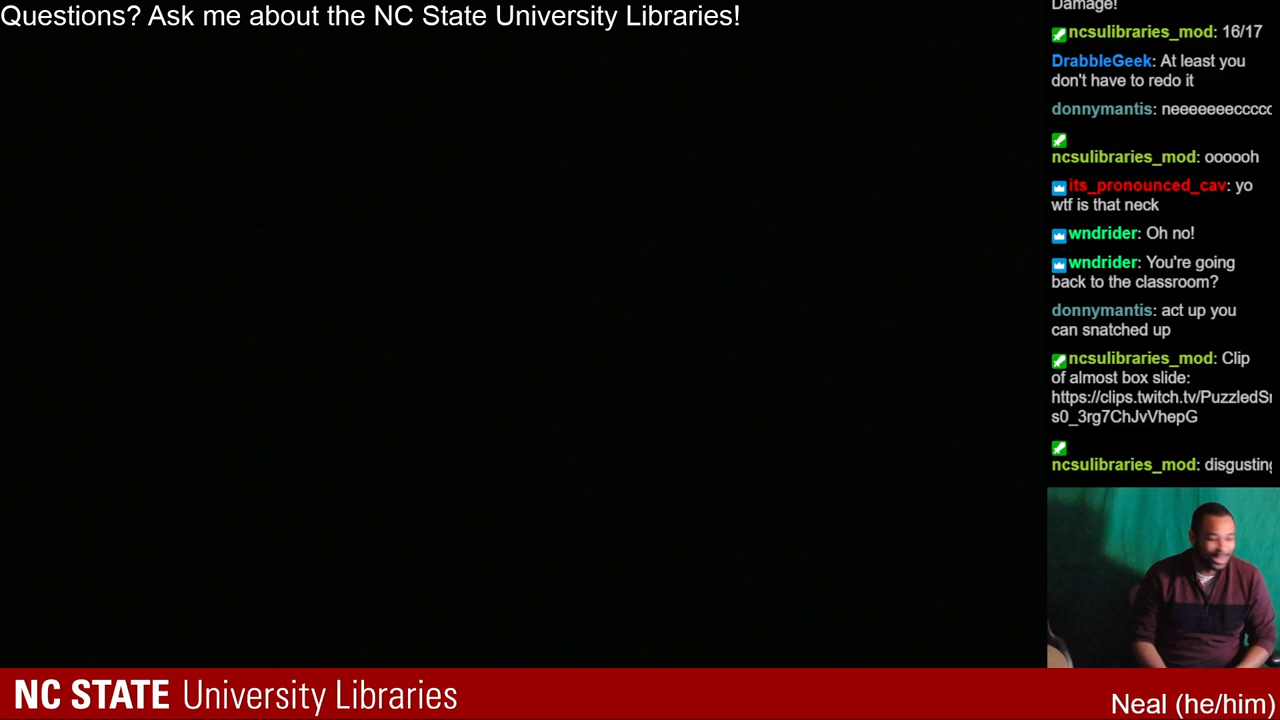 Questions? Ask me about the NC State University Libraries!
Damage!
ncsulibraries_mod: 16/17
DrabbleGeek: At least you
don't have to redo it
donnymantis:
ncsulibraries_mod: oooooh
its_pronounced_cav: yo
wtf is that neck
wndrider: Oh no!
wndrider: You're going
back to the classroom?
donnymantis: act up you
can snatched up
ncsulibraries_mod: Clip
of almost box slide:
https://clips.twitch.tv/PuzzledS
s0_3rg7ChJvVhepG
ncsulibraries_mod: disgusting
NC STATE University Libraries
Neal (he/him)